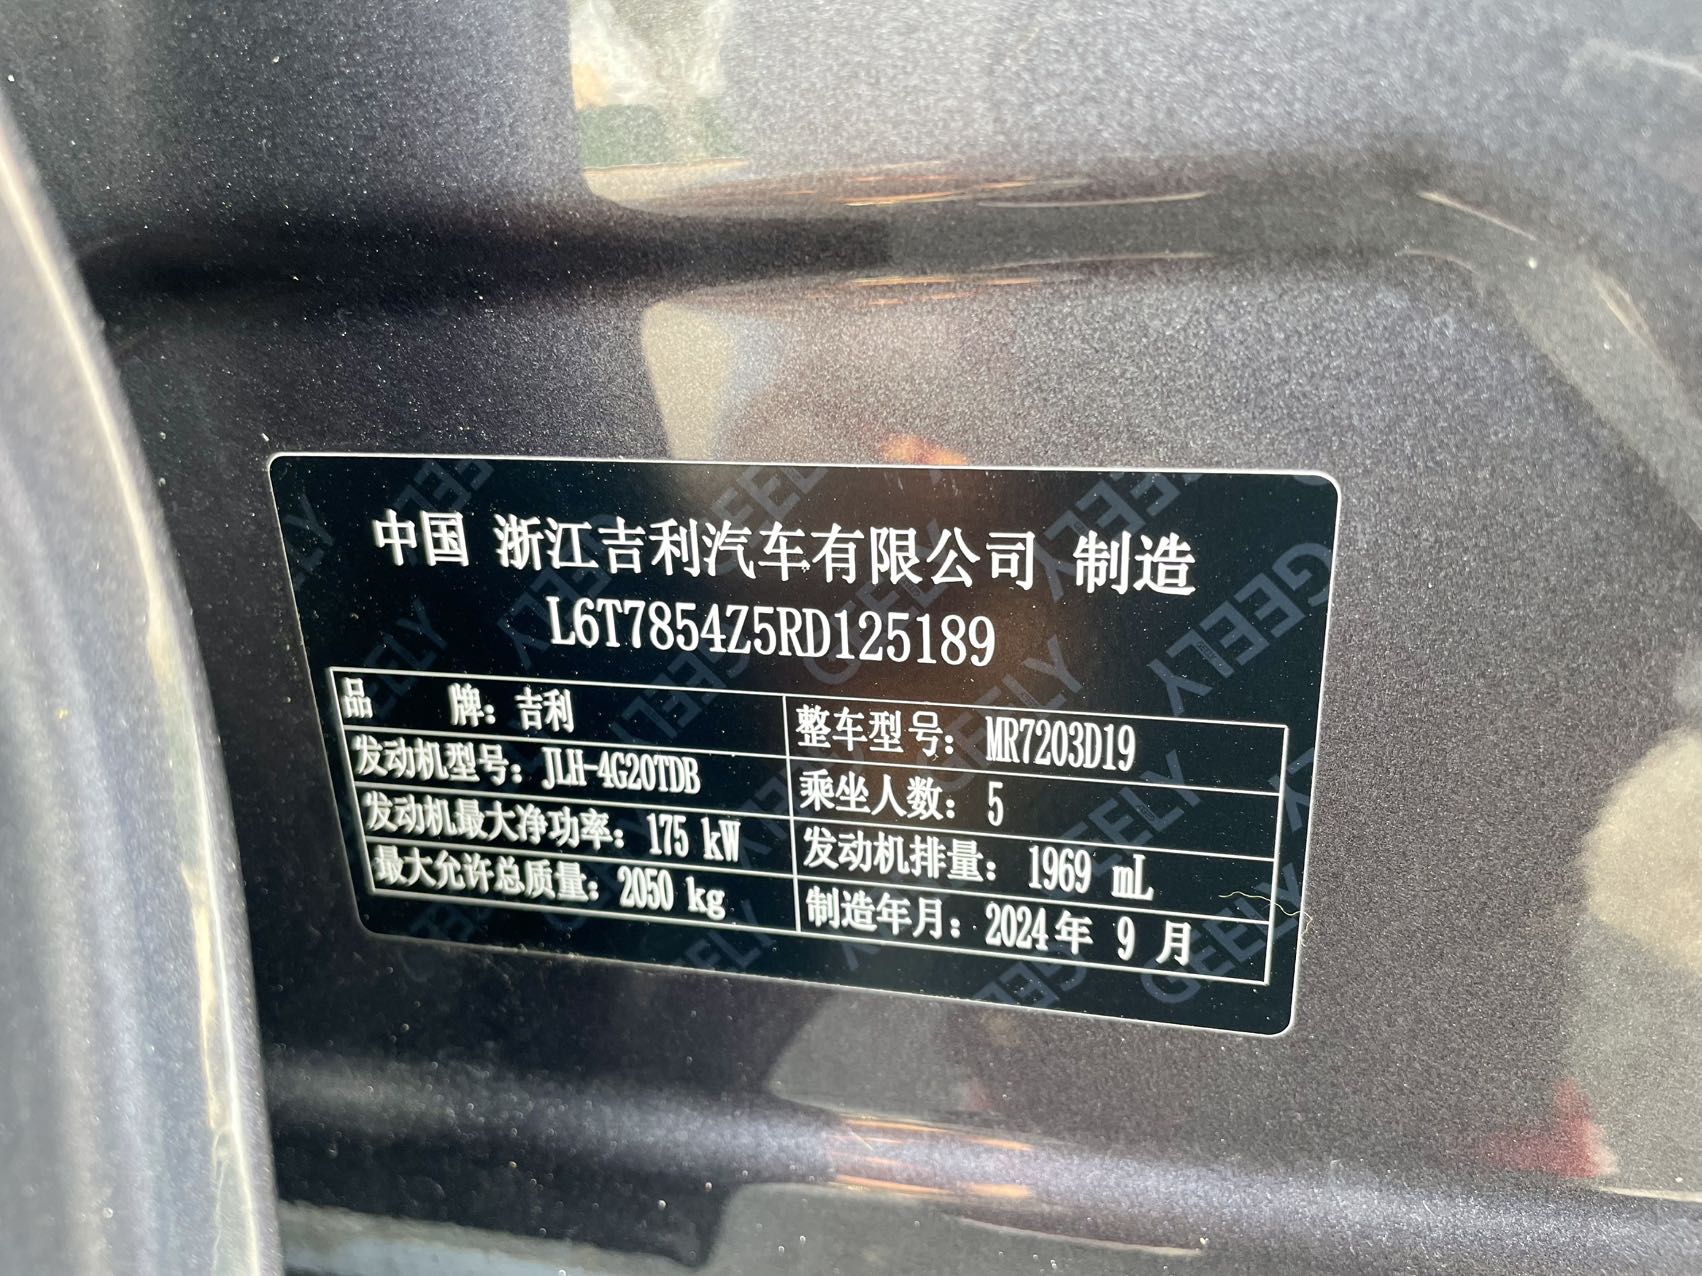 中国 浙江吉利汽车有限公司 制造
L6T7854Z5RD125189
品 牌：吉利
整车型号：MR7203D19
发动机型号：JLH-4G20TDB
乘坐人数：5
发动机最大净功率：175 kW
发动机排量：1969 mL
最大允许总质量：2050 kg
制造年月：2024年 9 月
GEELY